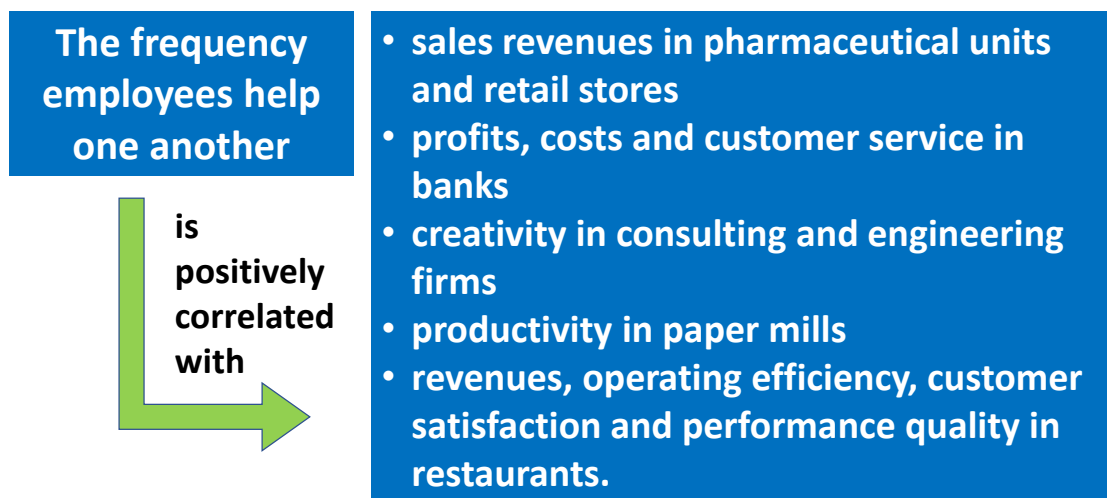 The frequency
employees help
one another
is
positively
correlated
with
• sales revenues in pharmaceutical units
and retail stores
• profits, costs and customer service in
banks
• creativity in consulting and engineering
firms
• productivity in paper mills
• revenues, operating efficiency, customer
satisfaction and performance quality in
restaurants.